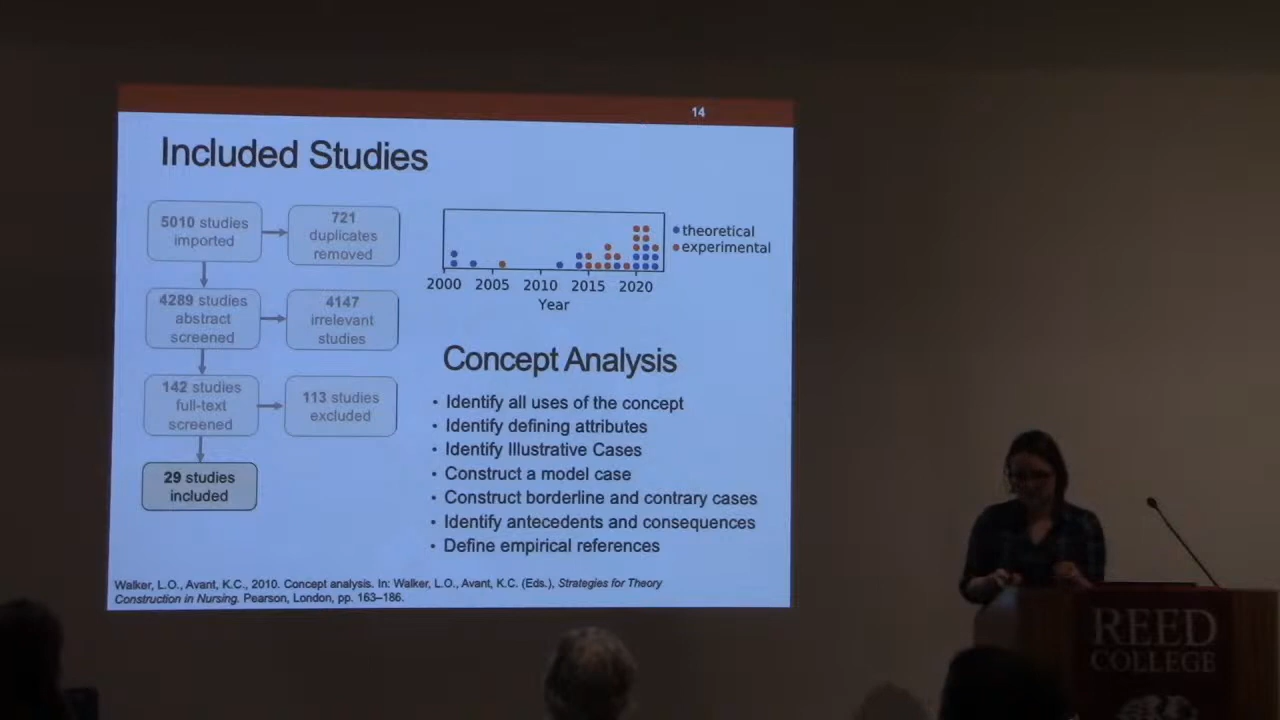 14
Included Studies
5010 studies
imported
721
duplicates
removed
4289 studies
abstract
screened
4147
irrelevant
studies
142 studies
full-text
screened
113 studies
excluded
29 studies
included
theoretical
experimental
2000 2005 2010 2015 2020
Year
Concept Analysis
• Identify all uses of the concept
• Identify defining attributes
• Identify Illustrative Cases
• Construct a model case
• Construct borderline and contrary cases
• Identify antecedents and consequences
• Define empirical references
Walker, L.O., Avant, K.C., 2010. Concept analysis. In: Walker, L.O., Avant, K.C. (Eds.), Strategies for Theory
Construction in Nursing. Pearson, London, pp. 163–186.
REED
COLLEGE